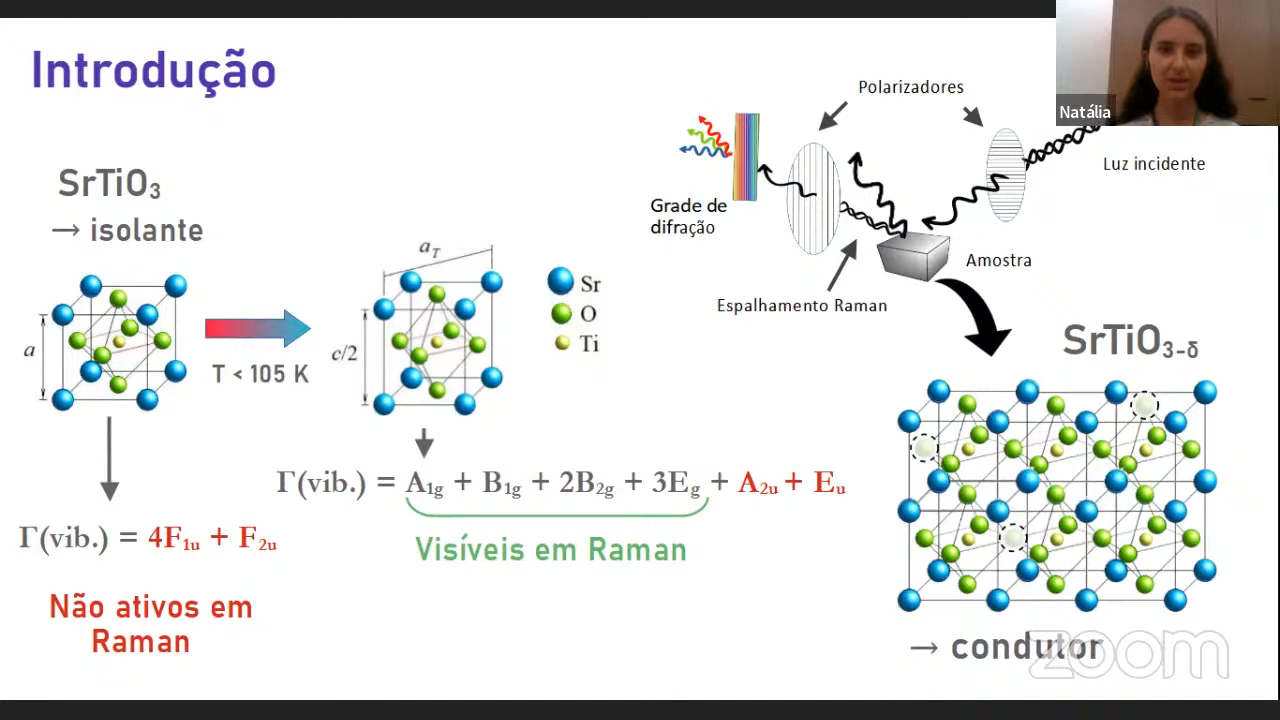 Introdução
Natália
Polarizadores
Luz incidente
Grade de
difração
Amostra
Espalhamento Raman
SrTiO₃
→ isolante
a
T < 105 K
a_T
c/2
Sr
O
Ti
SrTiO₃₋δ
Γ(vib.) = A₁g + B₁g + 2B₂g + 3Eg + A₂u + Eu
Visíveis em Raman
Γ(vib.) = 4F₁u + F₂u
Não ativos em
Raman
→ condutor
zoom